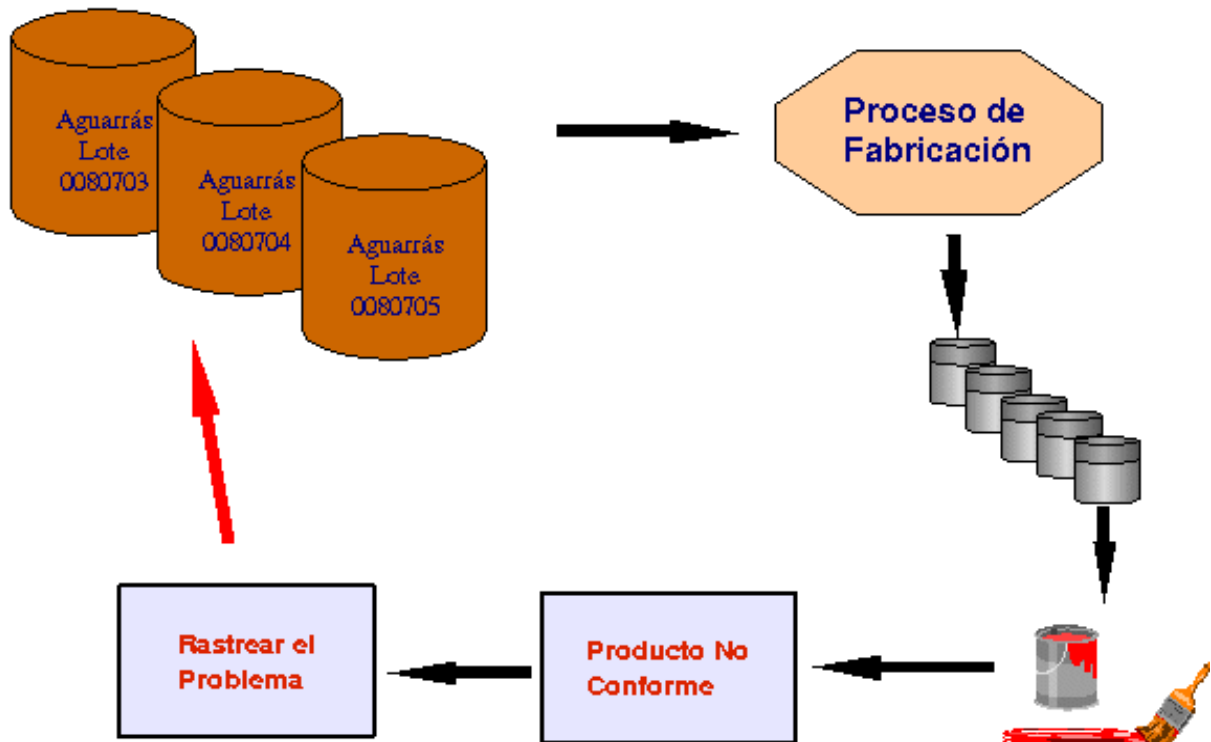 Aguarrás
Lote
0080703
Aguarrás
Lote
0080704
Aguarrás
Lote
0080705
Proceso de
Fabricación
Rastrear el
Problema
Producto No
Conforme